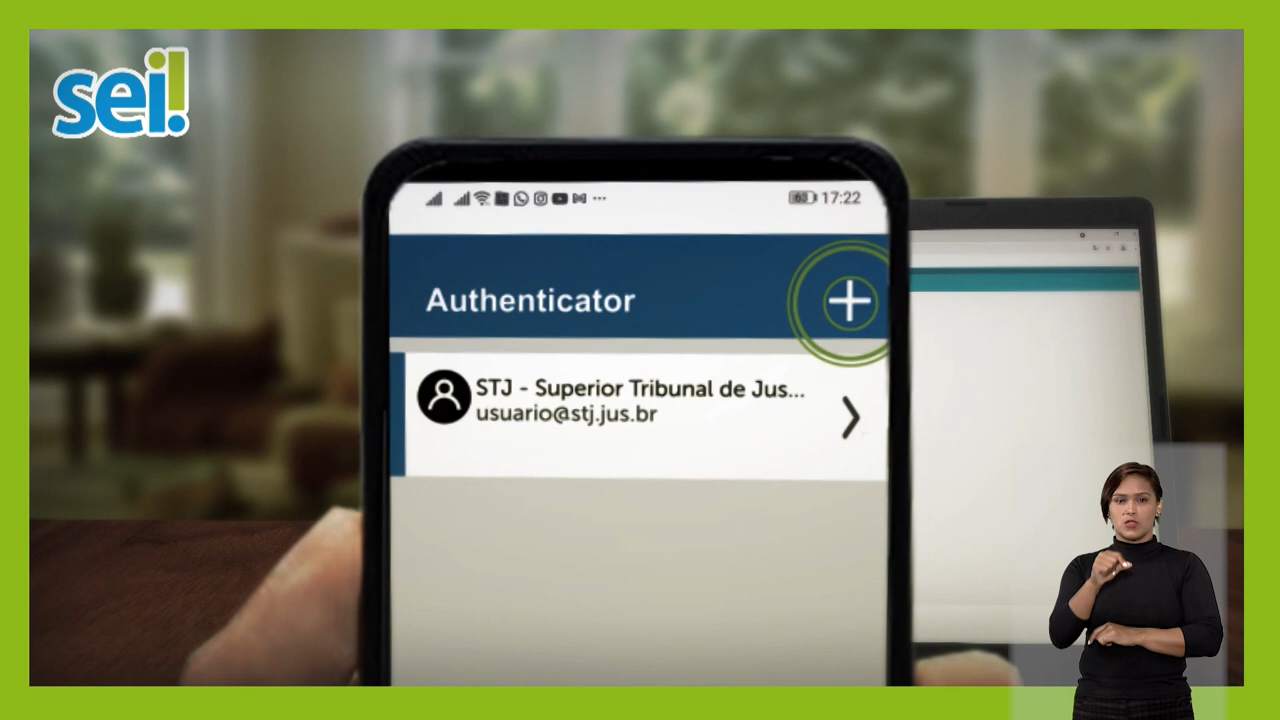 sei!
17:22
Authenticator
STJ - Superior Tribunal de Jus...
usuario@stj.jus.br